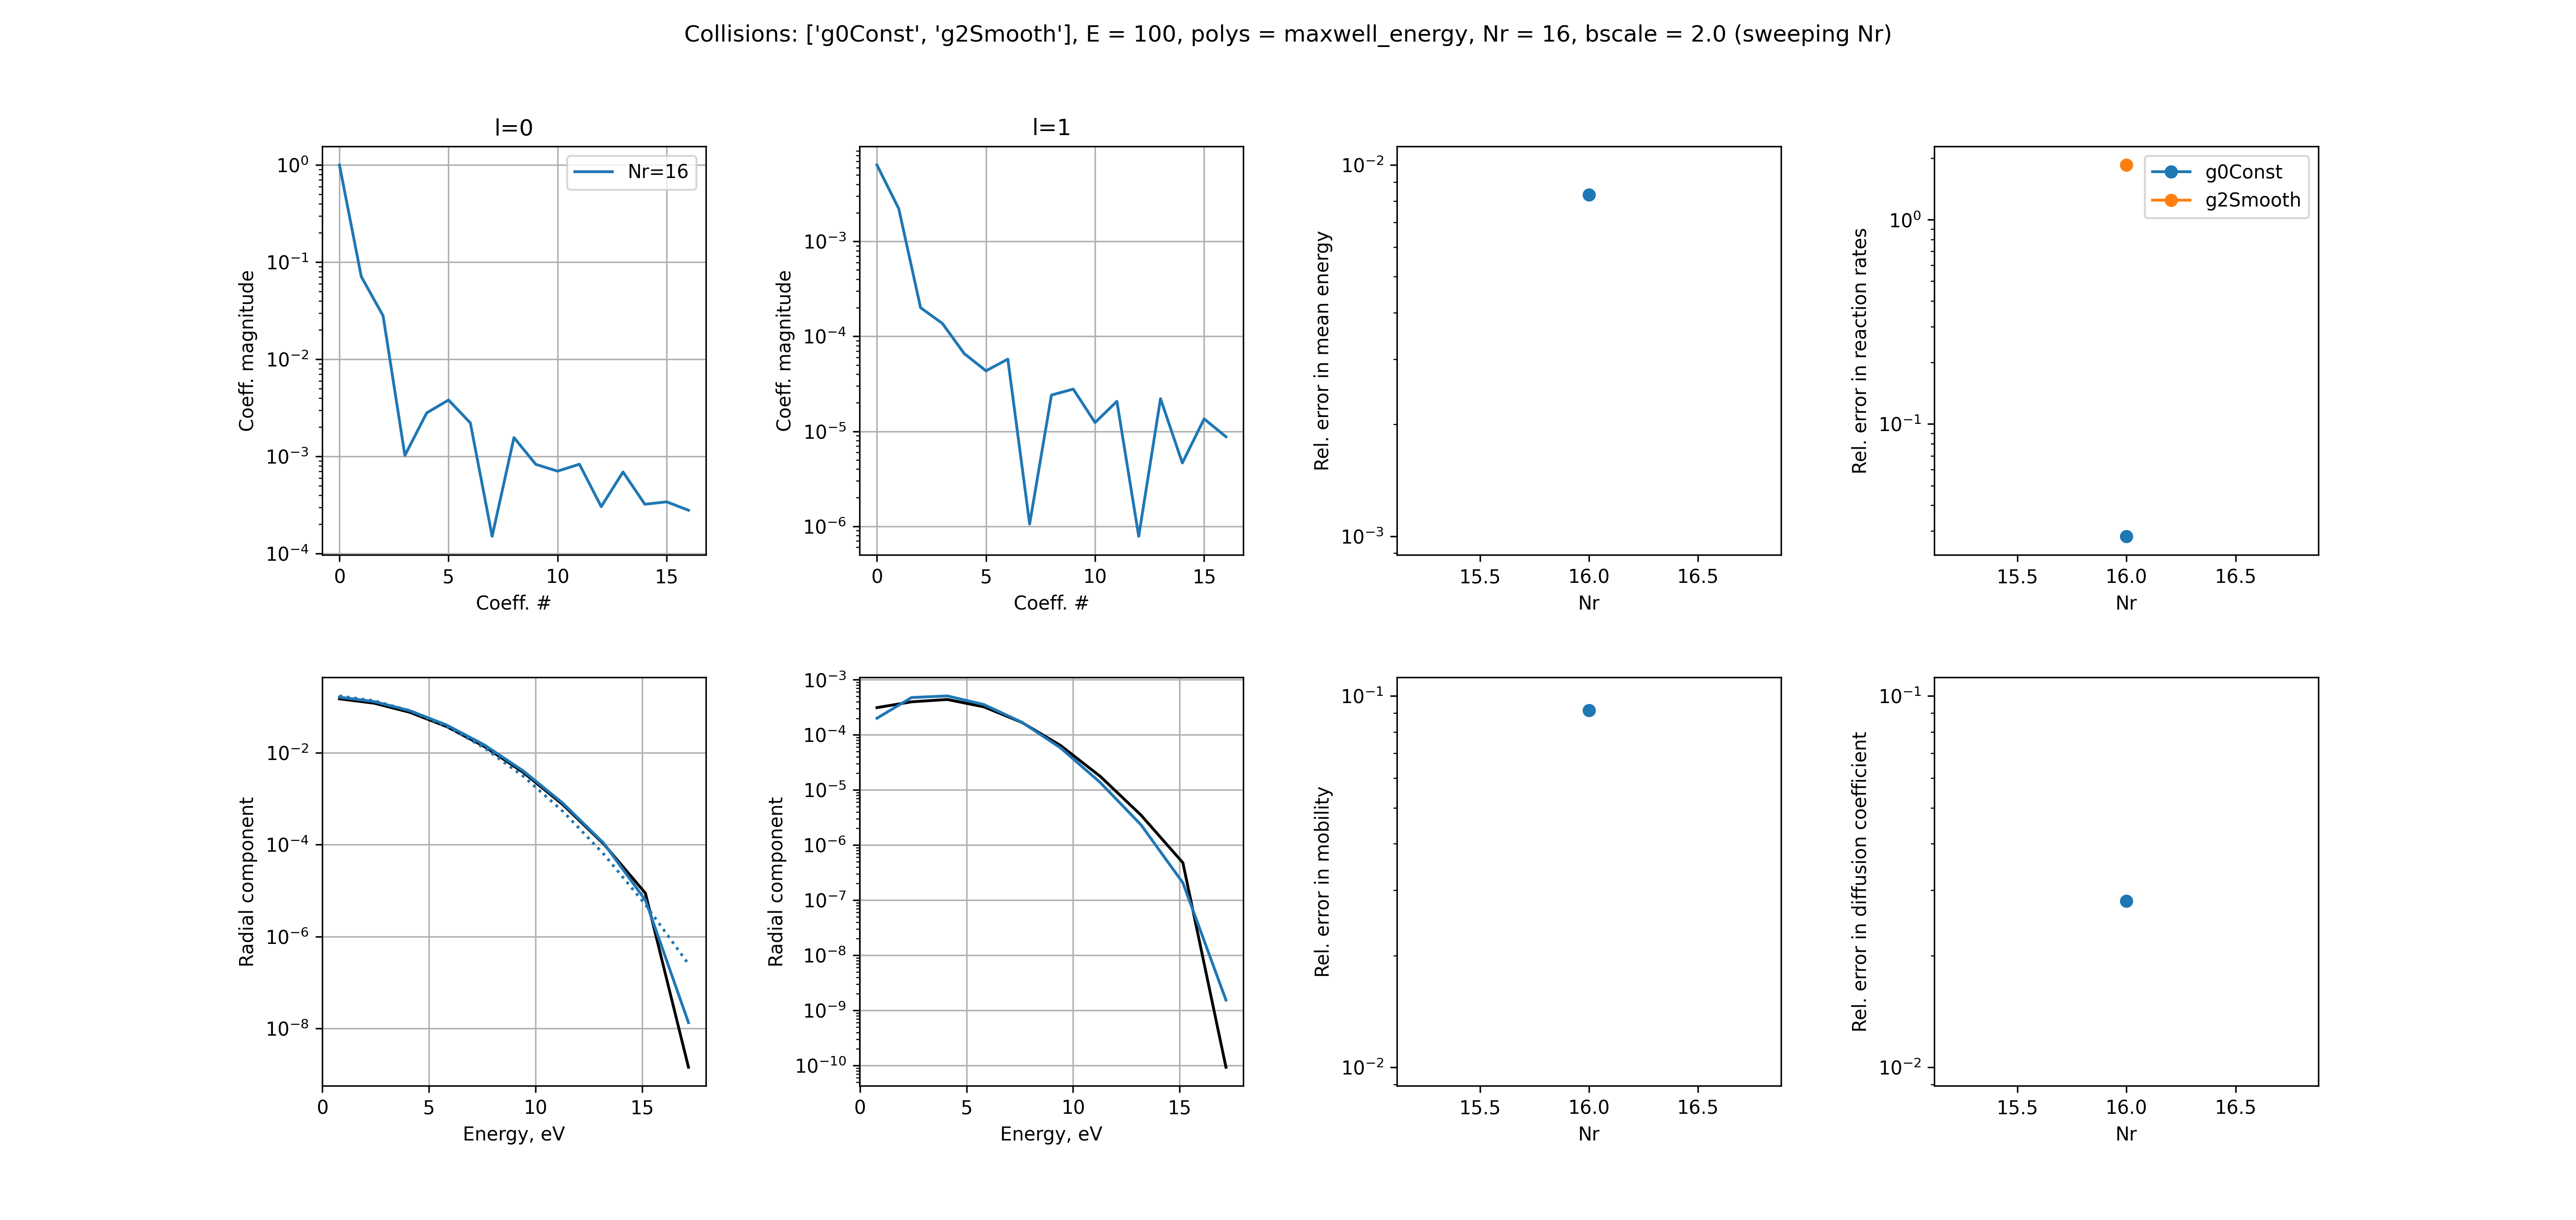 Collisions: ['g0Const', 'g2Smooth'], E = 100, polys = maxwell_energy, Nr = 16, bscale = 2.0 (sweeping Nr)
l=0
Coeff. magnitude
10⁰
10⁻¹
10⁻²
10⁻³
10⁻⁴
Nr=16
0 5 10 15
Coeff. #
l=1
Coeff. magnitude
10⁻³
10⁻⁴
10⁻⁵
10⁻⁶
0 5 10 15
Coeff. #
Rel. error in mean energy
10⁻²
10⁻³
15.5 16.0 16.5
Nr
Rel. error in reaction rates
10⁰
10⁻¹
g0Const
g2Smooth
15.5 16.0 16.5
Nr
Radial component
10⁻²
10⁻⁴
10⁻⁶
10⁻⁸
0 5 10 15
Energy, eV
Radial component
10⁻³
10⁻⁴
10⁻⁵
10⁻⁶
10⁻⁷
10⁻⁸
10⁻⁹
10⁻¹⁰
0 5 10 15
Energy, eV
Rel. error in mobility
10⁻¹
10⁻²
15.5 16.0 16.5
Nr
Rel. error in diffusion coefficient
10⁻¹
10⁻²
15.5 16.0 16.5
Nr